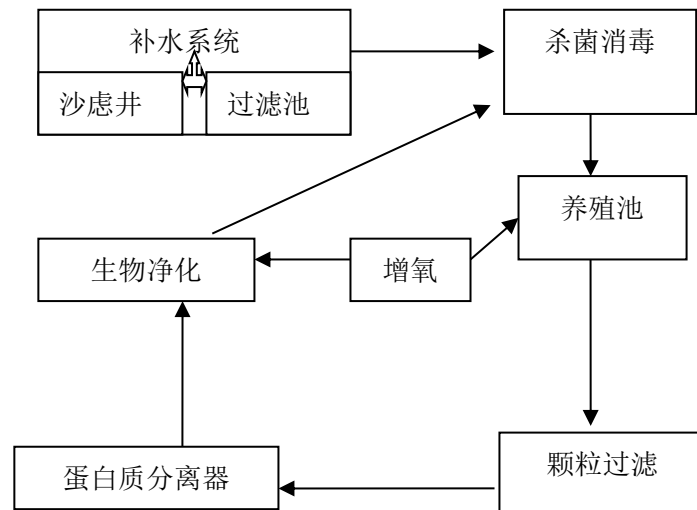 补水系统
杀菌消毒
沙虑井
过滤池
养殖池
生物净化
增氧
蛋白质分离器
颗粒过滤